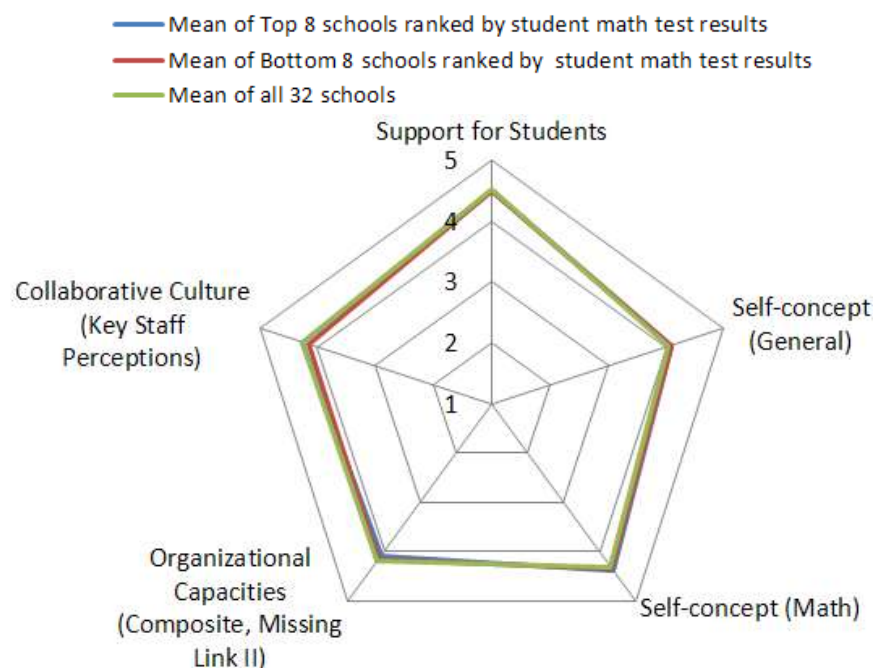 Mean of Top 8 schools ranked by student math test results
Mean of Bottom 8 schools ranked by student math test results
Mean of all 32 schools
Support for Students
5
4
3
2
1
Self-concept
(General)
Self-concept (Math)
Organizational
Capacities
(Composite, Missing
Link II)
Collaborative Culture
(Key Staff
Perceptions)